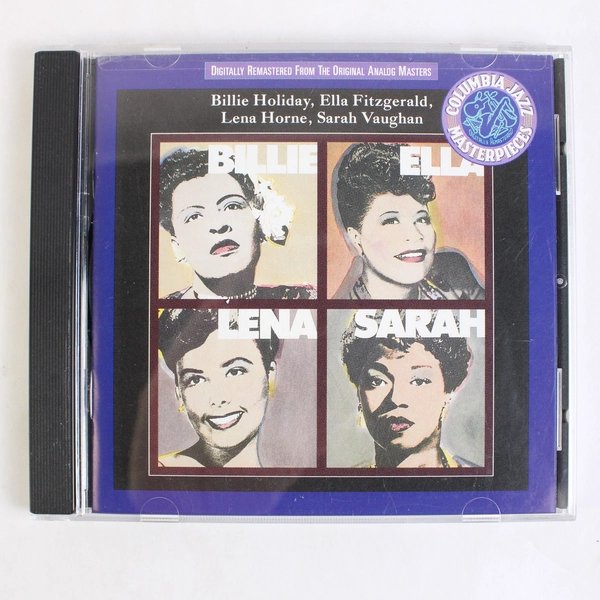 DIGITALLY REMASTERED FROM THE ORIGINAL ANALOG MASTERS
Billie Holiday, Ella Fitzgerald,
Lena Horne, Sarah Vaughan
COLUMBIA JAZZ
MASTERPIECES
BILLIE
ELLA
LENA
SARAH